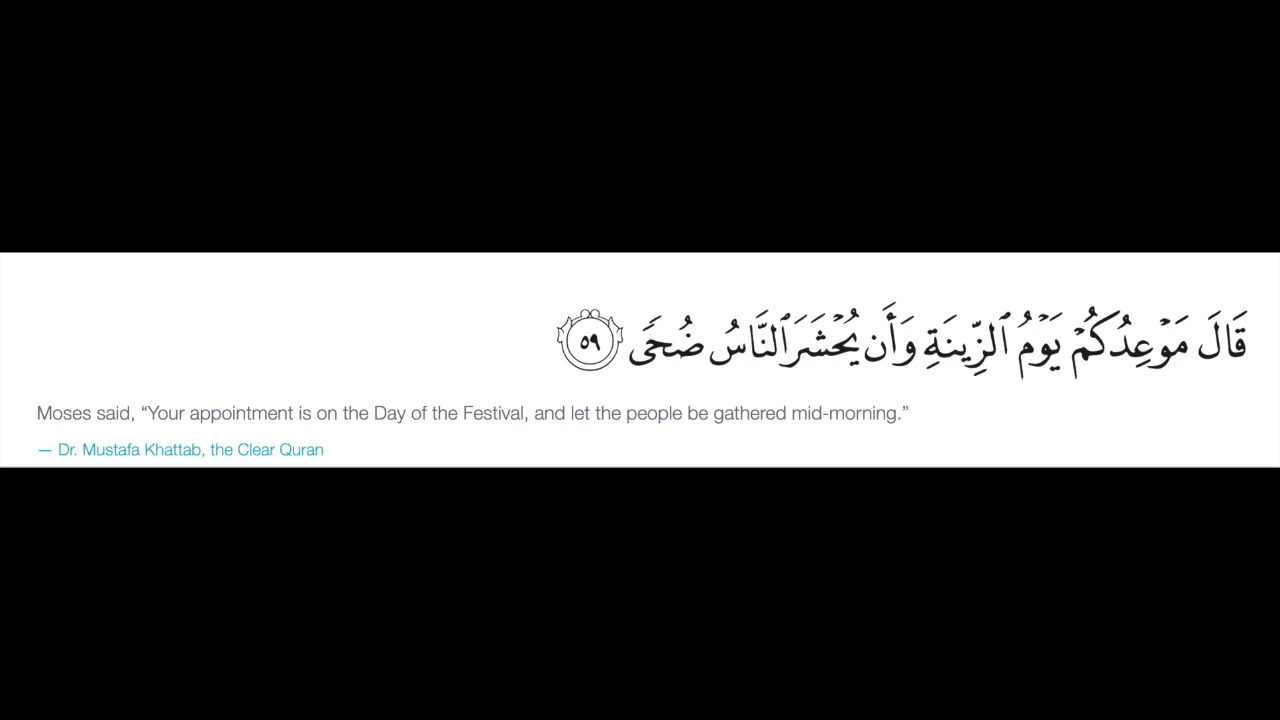 قَالَ مَوۡعِدُكُمۡ يَوۡمُ ٱلزِّينَةِ وَأَن يُحۡشَرَ ٱلنَّاسُ ضُحٗى ٥٩
Moses said, “Your appointment is on the Day of the Festival, and let the people be gathered mid-morning.”
— Dr. Mustafa Khattab, the Clear Quran